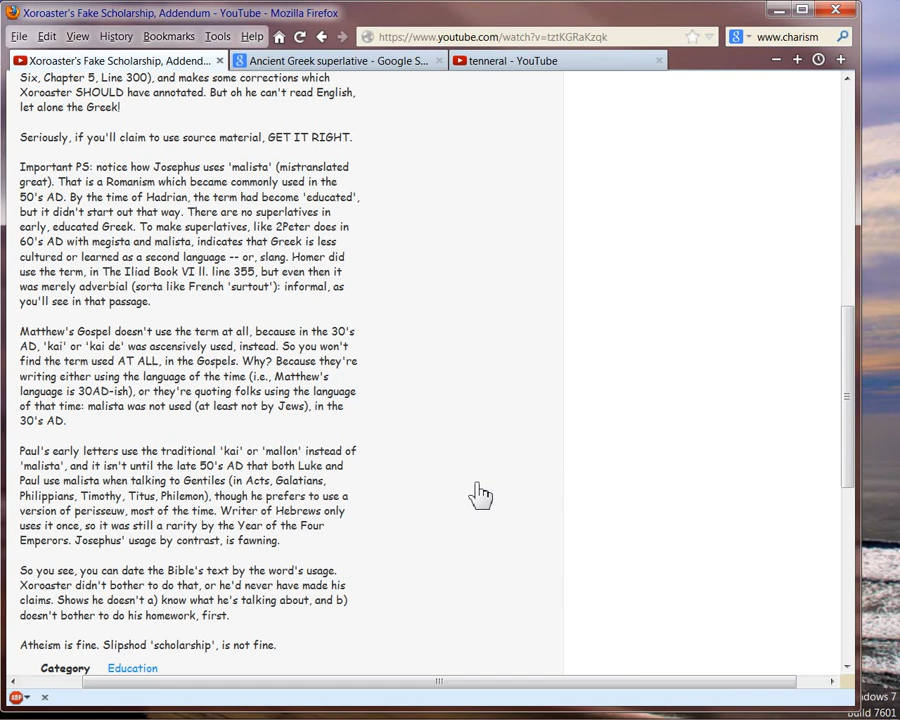 Xoroaster's Fake Scholarship, Addendum - YouTube - Mozilla Firefox
File Edit View History Bookmarks Tools Help https://www.youtube.com/watch?v=tztKGRaKzqk www.charism
Xoroaster's Fake Scholarship, Addend... Ancient Greek superlative - Google S... tenneral - YouTube
Six, Chapter 5, Line 300), and makes some corrections which
Xoroaster SHOULD have annotated. But oh he can't read English,
let alone the Greek!
Seriously, if you'll claim to use source material, GET IT RIGHT.
Important PS: notice how Josephus uses 'malista' (mistranslated
great). That is a Romanism which became commonly used in the
50's AD. By the time of Hadrian, the term had become 'educated',
but it didn't start out that way. There are no superlatives in
early, educated Greek. To make superlatives, like 2Peter does in
60's AD with megista and malista, indicates that Greek is less
cultured or learned as a second language -- or, slang. Homer did
use the term, in The Iliad Book VI ll. line 355, but even then it
was merely adverbial (sorta like French 'surtout'): informal, as
you'll see in that passage.
Matthew's Gospel doesn't use the term at all, because in the 30's
AD, 'kai' or 'kai de' was ascensively used, instead. So you won't
find the term used AT ALL, in the Gospels. Why? Because they're
writing either using the language of the time (i.e., Matthew's
language is 30AD-ish), or they're quoting folks using the language
of that time: malista was not used (at least not by Jews), in the
30's AD.
Paul's early letters use the traditional 'kai' or 'mallon' instead of
'malista', and it isn't until the late 50's AD that both Luke and
Paul use malista when talking to Gentiles (in Acts, Galatians,
Philippians, Timothy, Titus, Philemon), though he prefers to use a
version of perisseuw, most of the time. Writer of Hebrews only
uses it once, so it was still a rarity by the Year of the Four
Emperors. Josephus' usage by contrast, is fawning.
So you see, you can date the Bible's text by the word's usage.
Xoroaster didn't bother to do that, or he'd never have made his
claims. Shows he doesn't a) know what he's talking about, and b)
doesn't bother to do his homework, first.
Atheism is fine. Slipshod 'scholarship', is not fine.
Category Education
ABP
ndows 7
build 7601